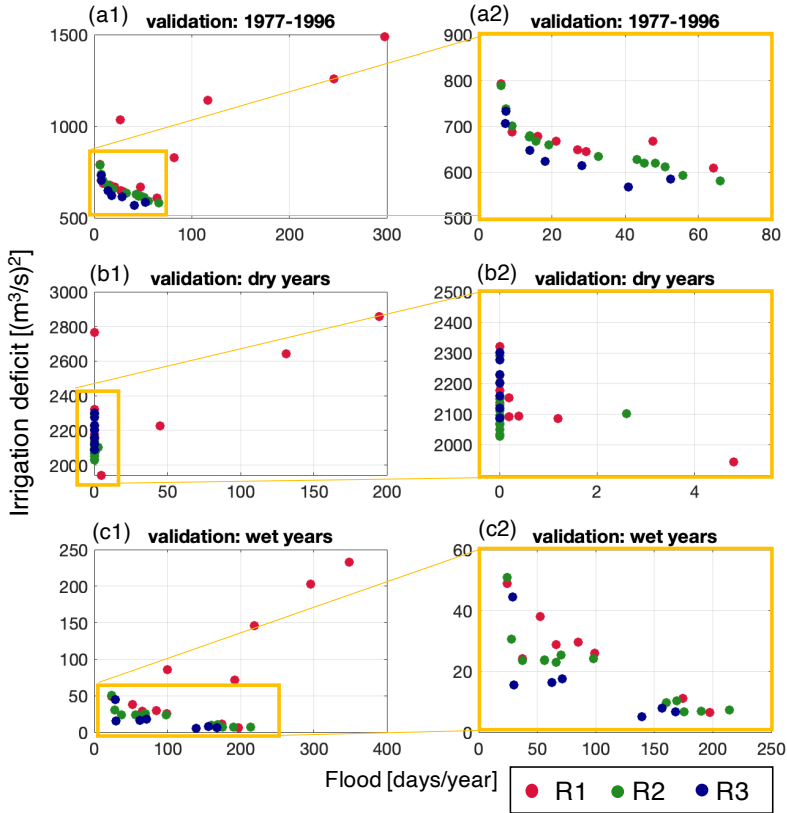 (a1) validation: 1977-1996
1500
1000
500
0 100 200 300
(a2) validation: 1977-1996
900
800
700
600
500
0 20 40 60 80
Irrigation deficit [(m³/s)²]
(b1) validation: dry years
3000
2800
2600
2400
2200
2000
0 50 100 150 200
(b2) validation: dry years
2500
2400
2300
2200
2100
2000
0 2 4
(c1) validation: wet years
250
200
150
100
50
0
0 100 200 300 400
(c2) validation: wet years
60
40
20
0
0 50 100 150 200 250
Flood [days/year]
R1 R2 R3